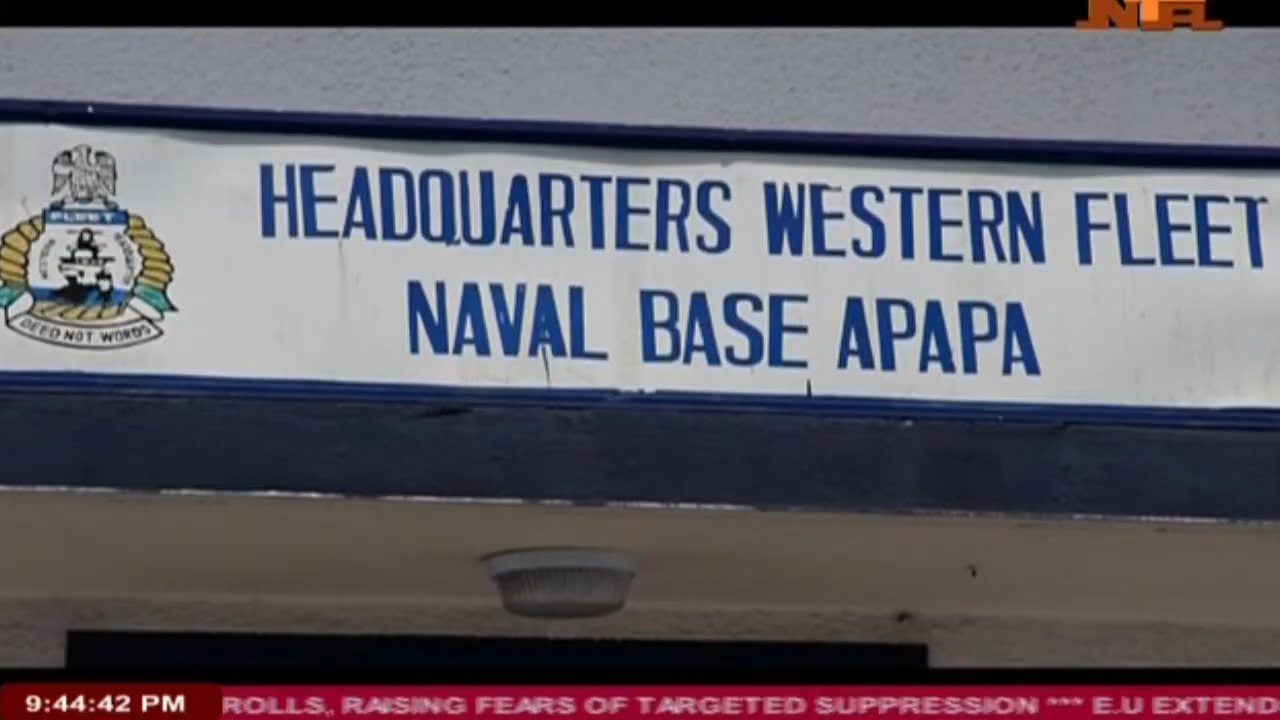 NTA
HEADQUARTERS WESTERN FLEET
NAVAL BASE APAPA
FLEET
DEED NOT WORDS
9:44:42 PM
ROLLS, RAISING FEARS OF TARGETED SUPPRESSION *** E.U EXTEND